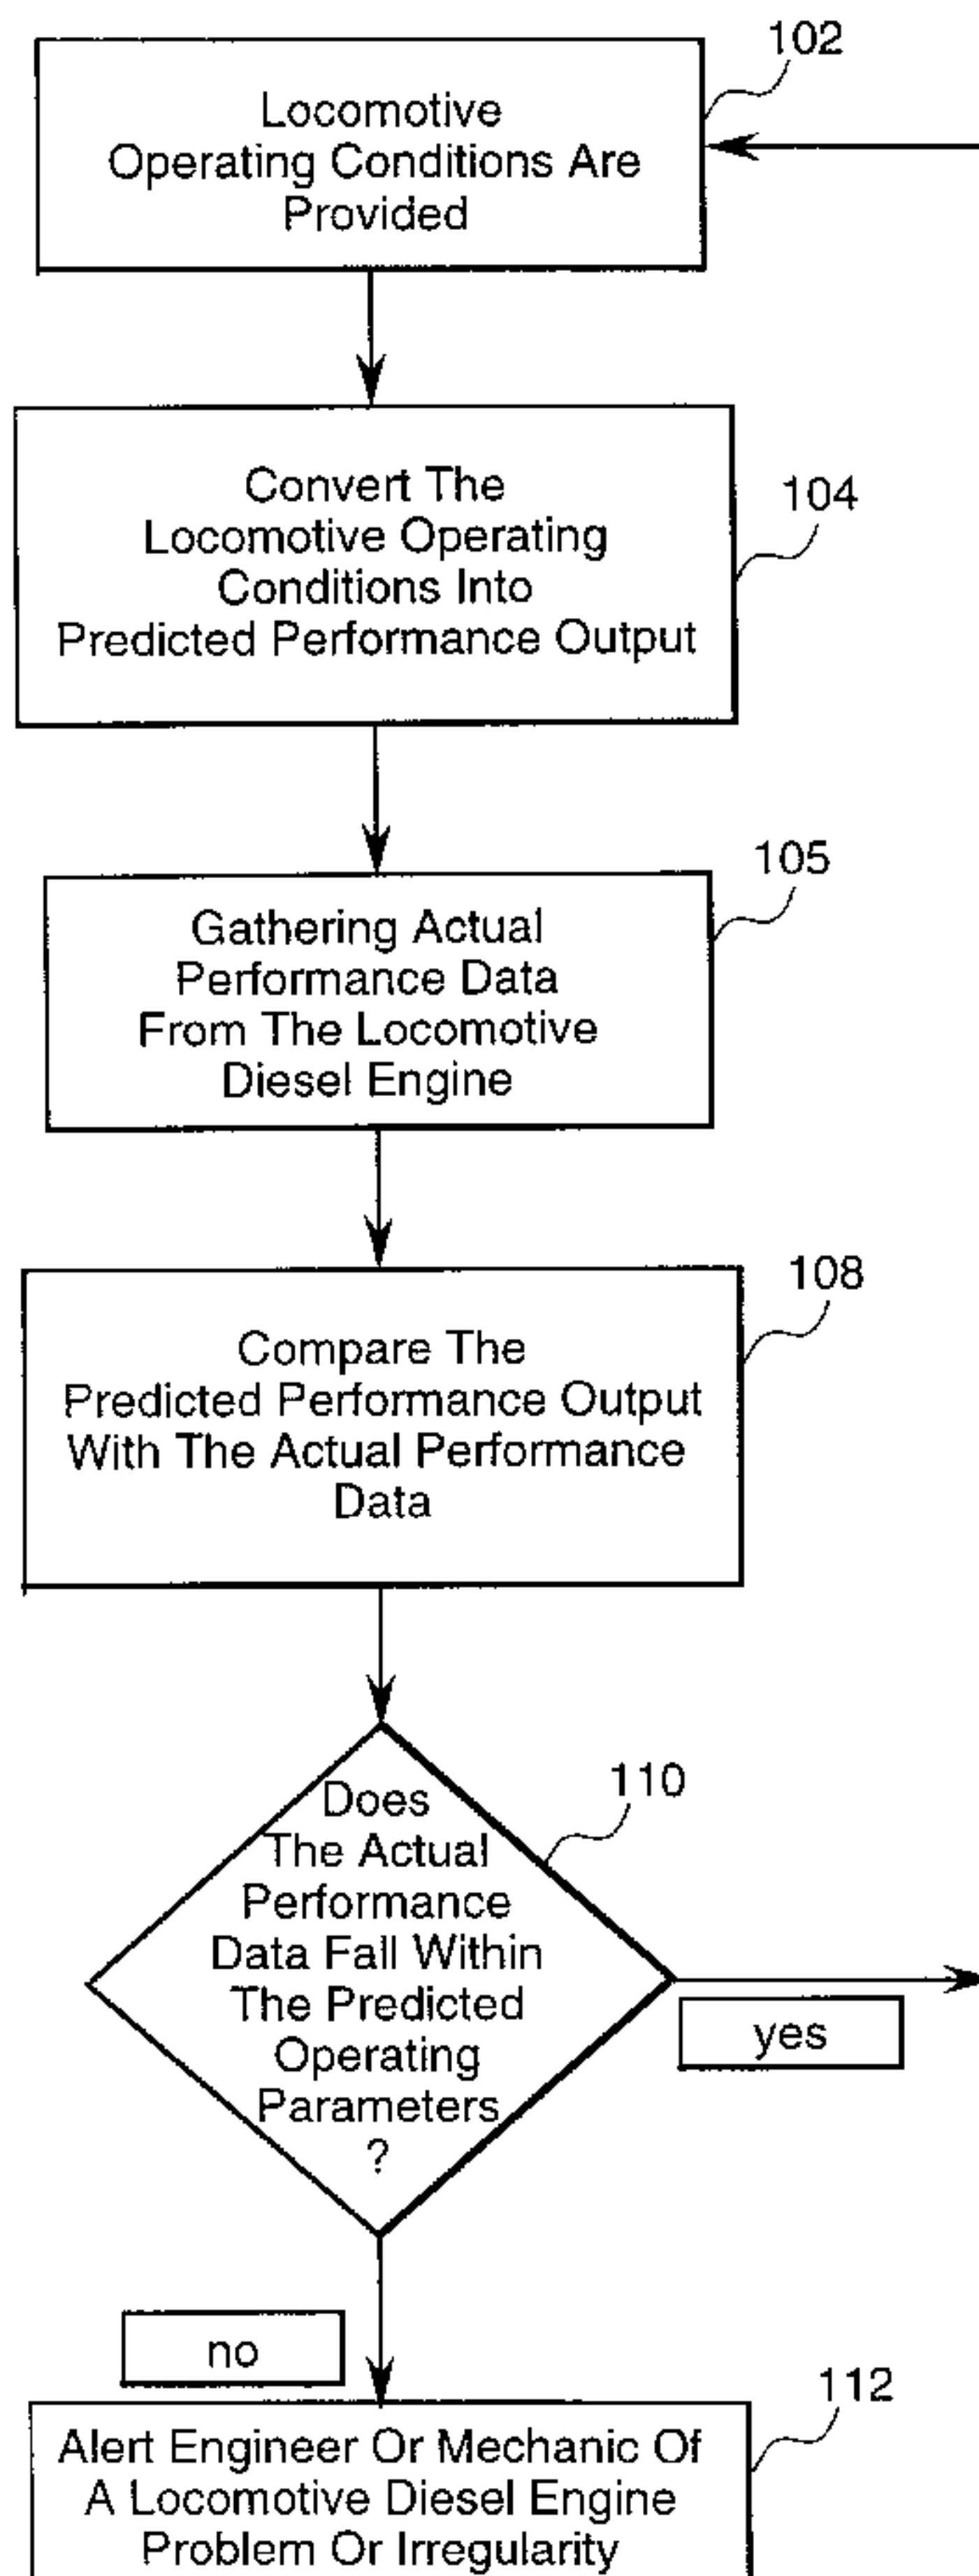 102
Locomotive
Operating Conditions Are
Provided
104
Convert The
Locomotive Operating
Conditions Into
Predicted Performance Output
105
Gathering Actual
Performance Data
From The Locomotive
Diesel Engine
108
Compare The
Predicted Performance Output
With The Actual Performance
Data
110
Does
The Actual
Performance
Data Fall Within
The Predicted
Operating
Parameters
?
yes
no
112
Alert Engineer Or Mechanic Of
A Locomotive Diesel Engine
Problem Or Irregularity